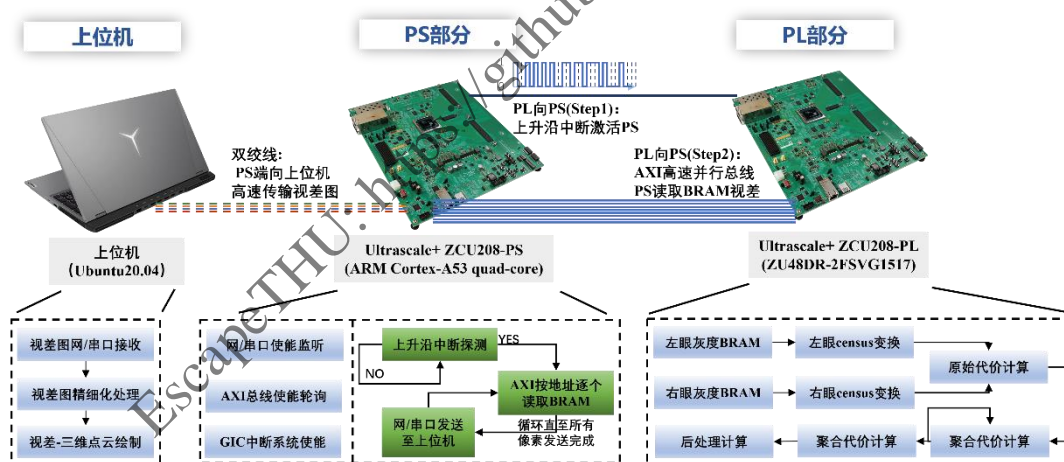 上位机
PS部分
PL部分
PL向PS(Step1):
上升沿中断激活PS
双绞线:
PS端向上位机
高速传输视差图
PL向PS(Step2):
AXI高速并行总线
PS读取BRAM视差
上位机
(Ubuntu20.04)
Ultrascale+ ZCU208-PS
(ARM Cortex-A53 quad-core)
Ultrascale+ ZCU208-PL
(ZU48DR-2FSVG1517)
视差图网/串口接收
视差图精细化处理
视差-三维点云绘制
网/串口使能监听
AXI总线使能轮询
GIC中断系统使能
上升沿中断探测
YES
NO
AXI按地址逐个
读取BRAM
网/串口发送
至上位机
循环直至所有
像素发送完成
左眼灰度BRAM
左眼census变换
原始代价计算
右眼灰度BRAM
右眼census变换
后处理计算
聚合代价计算
聚合代价计算
EscapeTHU: https://github